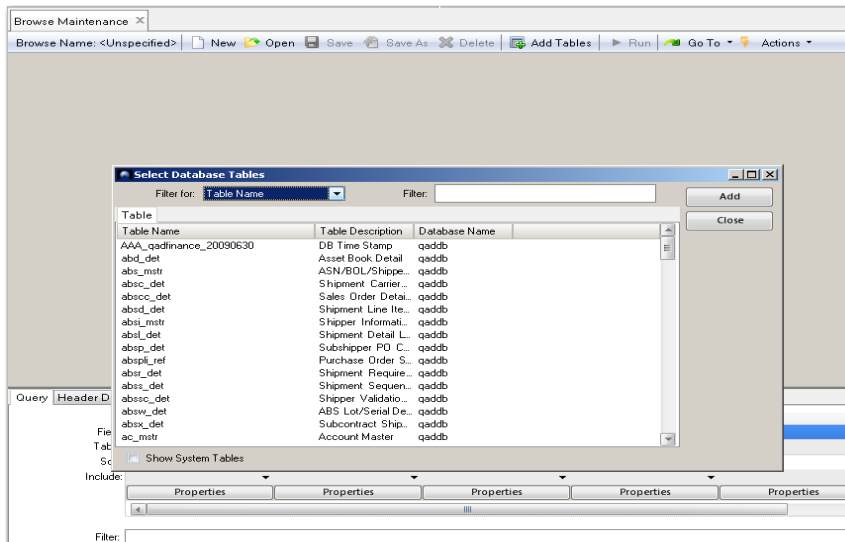 Browse Maintenance
Browse Name: <Unspecified> New Open Save Save As Delete Add Tables Run Go To Actions
Select Database Tables
Filter for: Table Name Filter: Add
Table Close
Table Name Table Description Database Name
AAA_qadfinance_20090630 DB Time Stamp qaddb
abd_det Asset Book Detail qaddb
abs_mstr ASN/BOL/Shippe... qaddb
absc_det Shipment Carrier... qaddb
abscc_det Sales Order Detai... qaddb
absd_det Shipment Line Ite... qaddb
absi_mstr Shipper Informati... qaddb
absl_det Shipment Detail L... qaddb
absp_det Subshipper PO C... qaddb
abspli_ref Purchase Order S... qaddb
absr_det Shipment Require... qaddb
abss_det Shipment Sequen... qaddb
abssc_det Shipper Validatio... qaddb
absw_det ABS Lot/Serial De... qaddb
absx_det Subcontract Ship... qaddb
ac_mstr Account Master qaddb
Query Header D
Fie
Tab
So
Show System Tables
Include:
Properties Properties Properties Properties Properties
Filter: